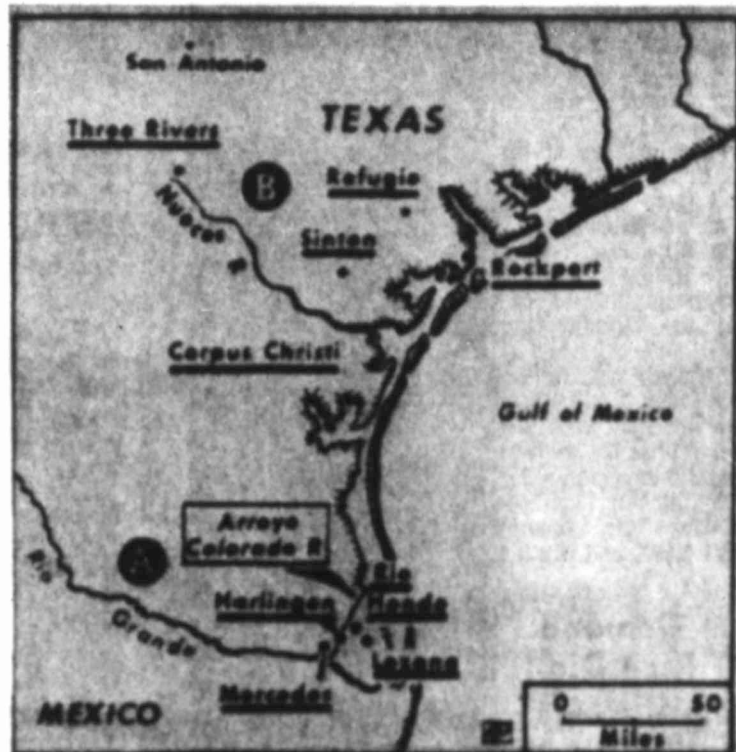 San Antonio
TEXAS
Three Rivers
B
Refugio
Nueces R
Sinton
Rockport
Corpus Christi
Gulf of Mexico
Arroyo
Colorado R
A
Rio
Hondo
Rio Grande
Harlingen
Lozano
Mercedes
MEXICO
0 50
Miles